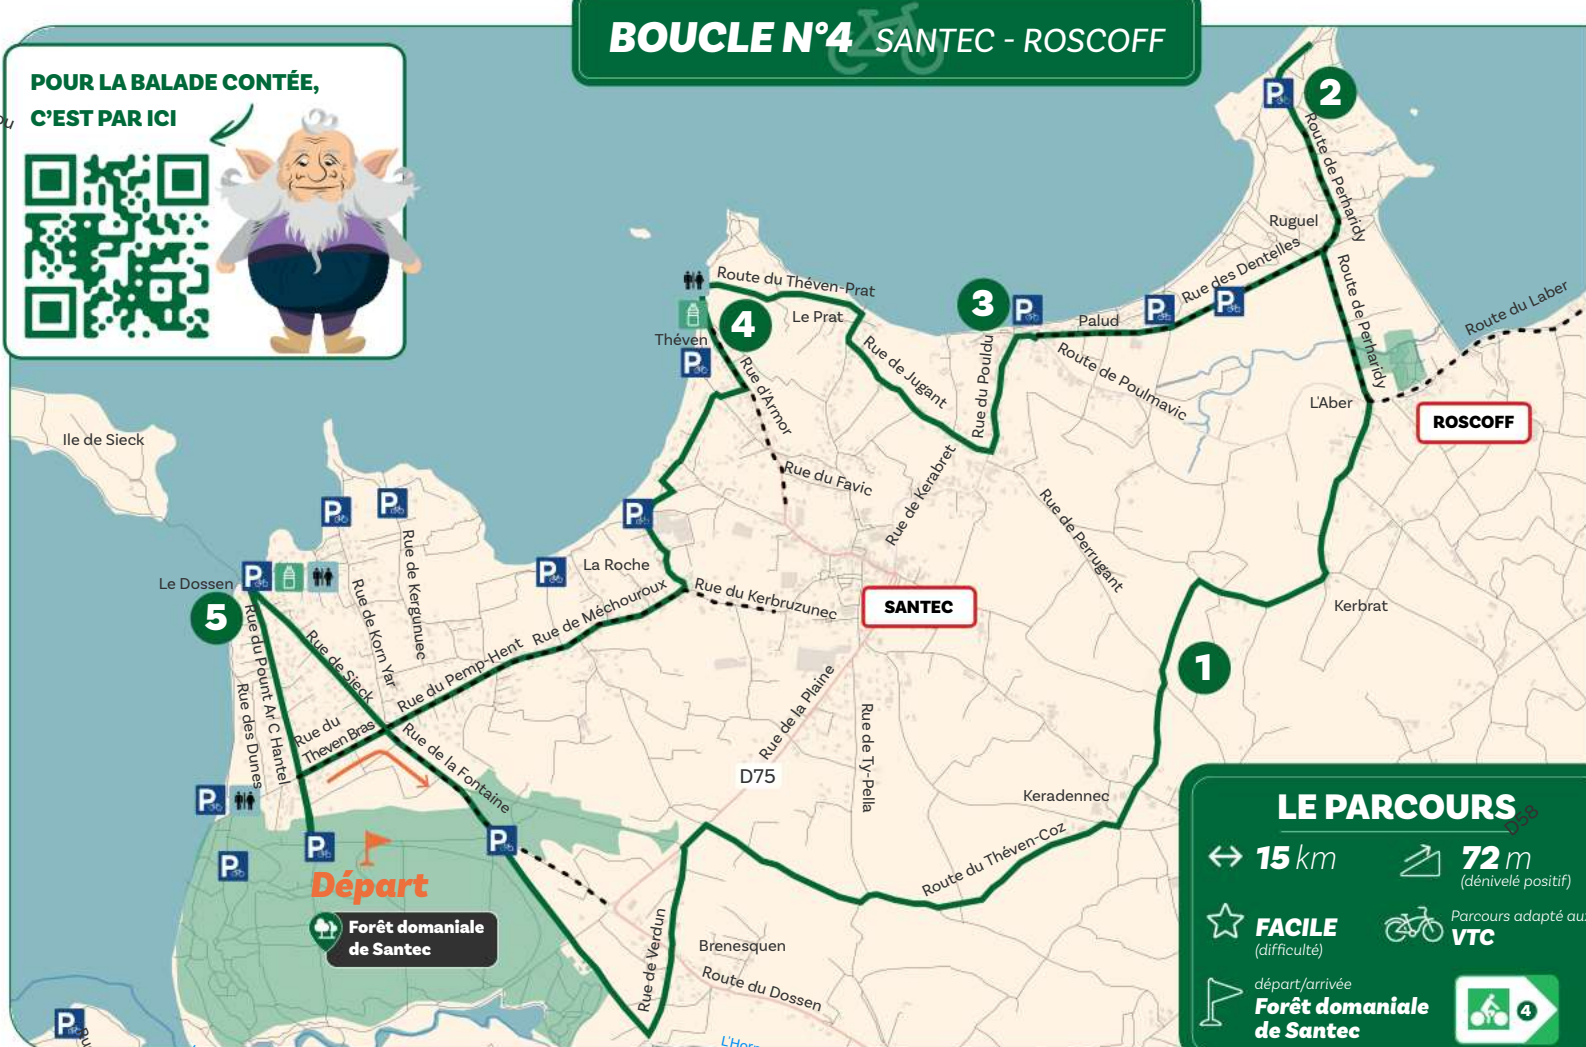 BOUCLE N°4 SANTEC - ROSCOFF
POUR LA BALADE CONTÉE,
C'EST PAR ICI
ou
P
2
Route de Perharidy
Ruguel
Rue des Dentelles
Route de Perharidy
Route du Laber
P
P
Palud
P
3
Route du Théven-Prat
Le Prat
4
Théven
P
Rue d'Armor
Rue de Jugant
Rue du Pouldu
Route de Poulmavic
L'Aber
ROSCOFF
Ile de Sieck
Rue du Favic
Rue de Kerabret
Rue de Perrugant
P
P
P
Rue de Kergunuec
Rue de Korn Yar
Le Dossen
P
5
P
La Roche
Rue de Méchouroux
Rue du Kerbruzunec
SANTEC
Kerbrat
1
Rue du Pount Ar C Hantel
Rue de Sieck
Rue du Pemp-Hent
Rue des Dunes
Rue du
Theven Bras
Rue de la Fontaine
Rue de la Plaine
Rue de Ty-Pella
D75
Keradennec
Route du Théven-Coz
P
P
P
P
Départ
Forêt domaniale
de Santec
Rue de Verdun
Brenesquen
Route du Dossen
P
LE PARCOURS
D58
15 km
72 m
(dénivelé positif)
FACILE
(difficulté)
Parcours adapté aux
VTC
départ/arrivée
Forêt domaniale
de Santec
4